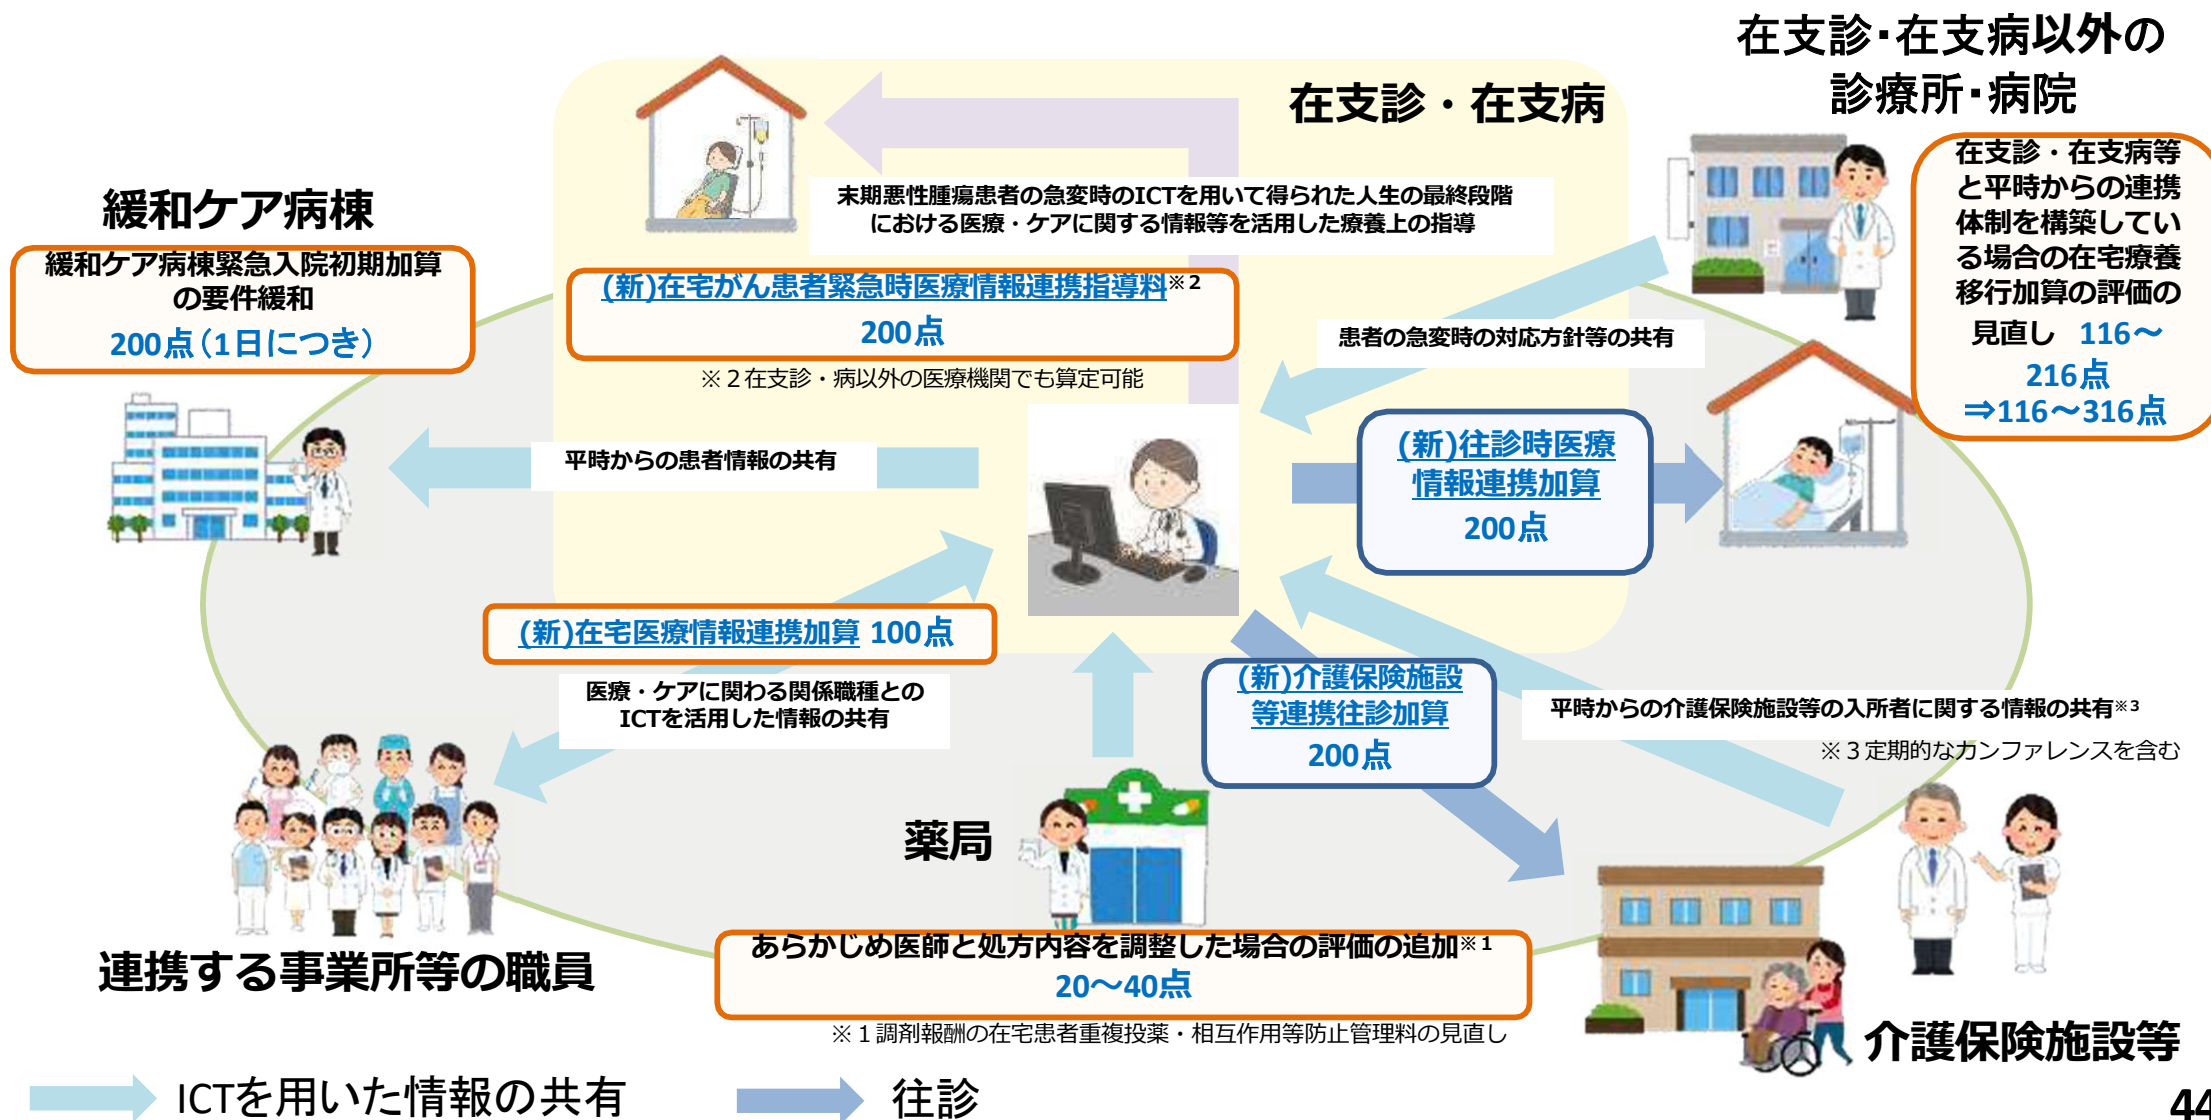 在支診・在支病以外の
診療所・病院
在支診・在支病
在支診・在支病等
と平時からの連携
体制を構築してい
る場合の在宅療養
移行加算の評価の
見直し 116～
216点
⇒116～316点
末期悪性腫瘍患者の急変時のICTを用いて得られた人生の最終段階
における医療・ケアに関する情報等を活用した療養上の指導
緩和ケア病棟
緩和ケア病棟緊急入院初期加算
の要件緩和
200点（1日につき）
(新)在宅がん患者緊急時医療情報連携指導料※2
200点
※２在支診・病以外の医療機関でも算定可能
患者の急変時の対応方針等の共有
平時からの患者情報の共有
(新)往診時医療
情報連携加算
200点
(新)在宅医療情報連携加算 100点
医療・ケアに関わる関係職種との
ICTを活用した情報の共有
(新)介護保険施設
等連携往診加算
200点
平時からの介護保険施設等の入所者に関する情報の共有※3
※３定期的なカンファレンスを含む
薬局
連携する事業所等の職員
あらかじめ医師と処方内容を調整した場合の評価の追加※1
20～40点
※１調剤報酬の在宅患者重複投薬・相互作用等防止管理料の見直し
介護保険施設等
ICTを用いた情報の共有
往診
44